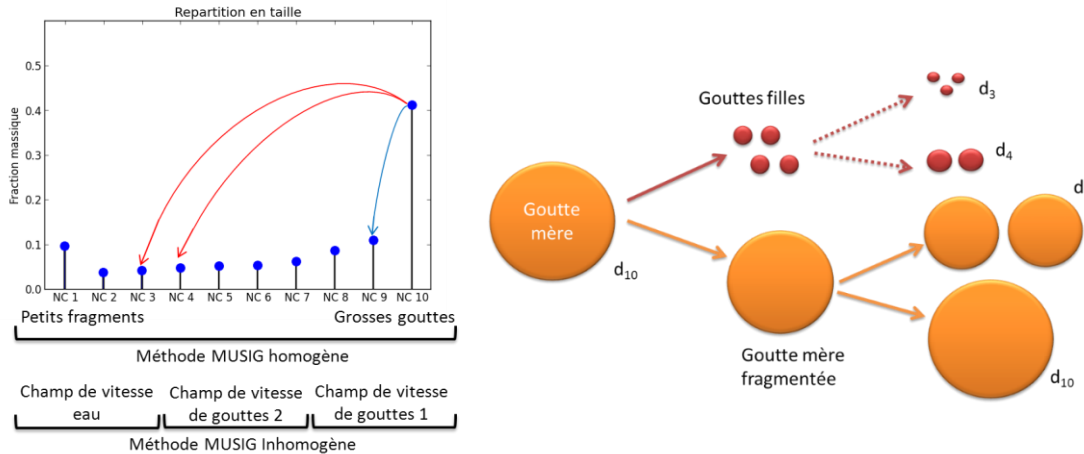 Repartition en taille
Fraction massique
0.5
0.4
0.3
0.2
0.1
0.0
NC 1 NC 2 NC 3 NC 4 NC 5 NC 6 NC 7 NC 8 NC 9 NC 10
Petits fragments Grosses gouttes
Méthode MUSIG homogène
Champ de vitesse eau
Champ de vitesse de gouttes 2
Champ de vitesse de gouttes 1
Méthode MUSIG Inhomogène
Gouttes filles
d₃
d₄
Goutte
mère
d₁₀
d
Goutte mère
fragmentée
d₁₀